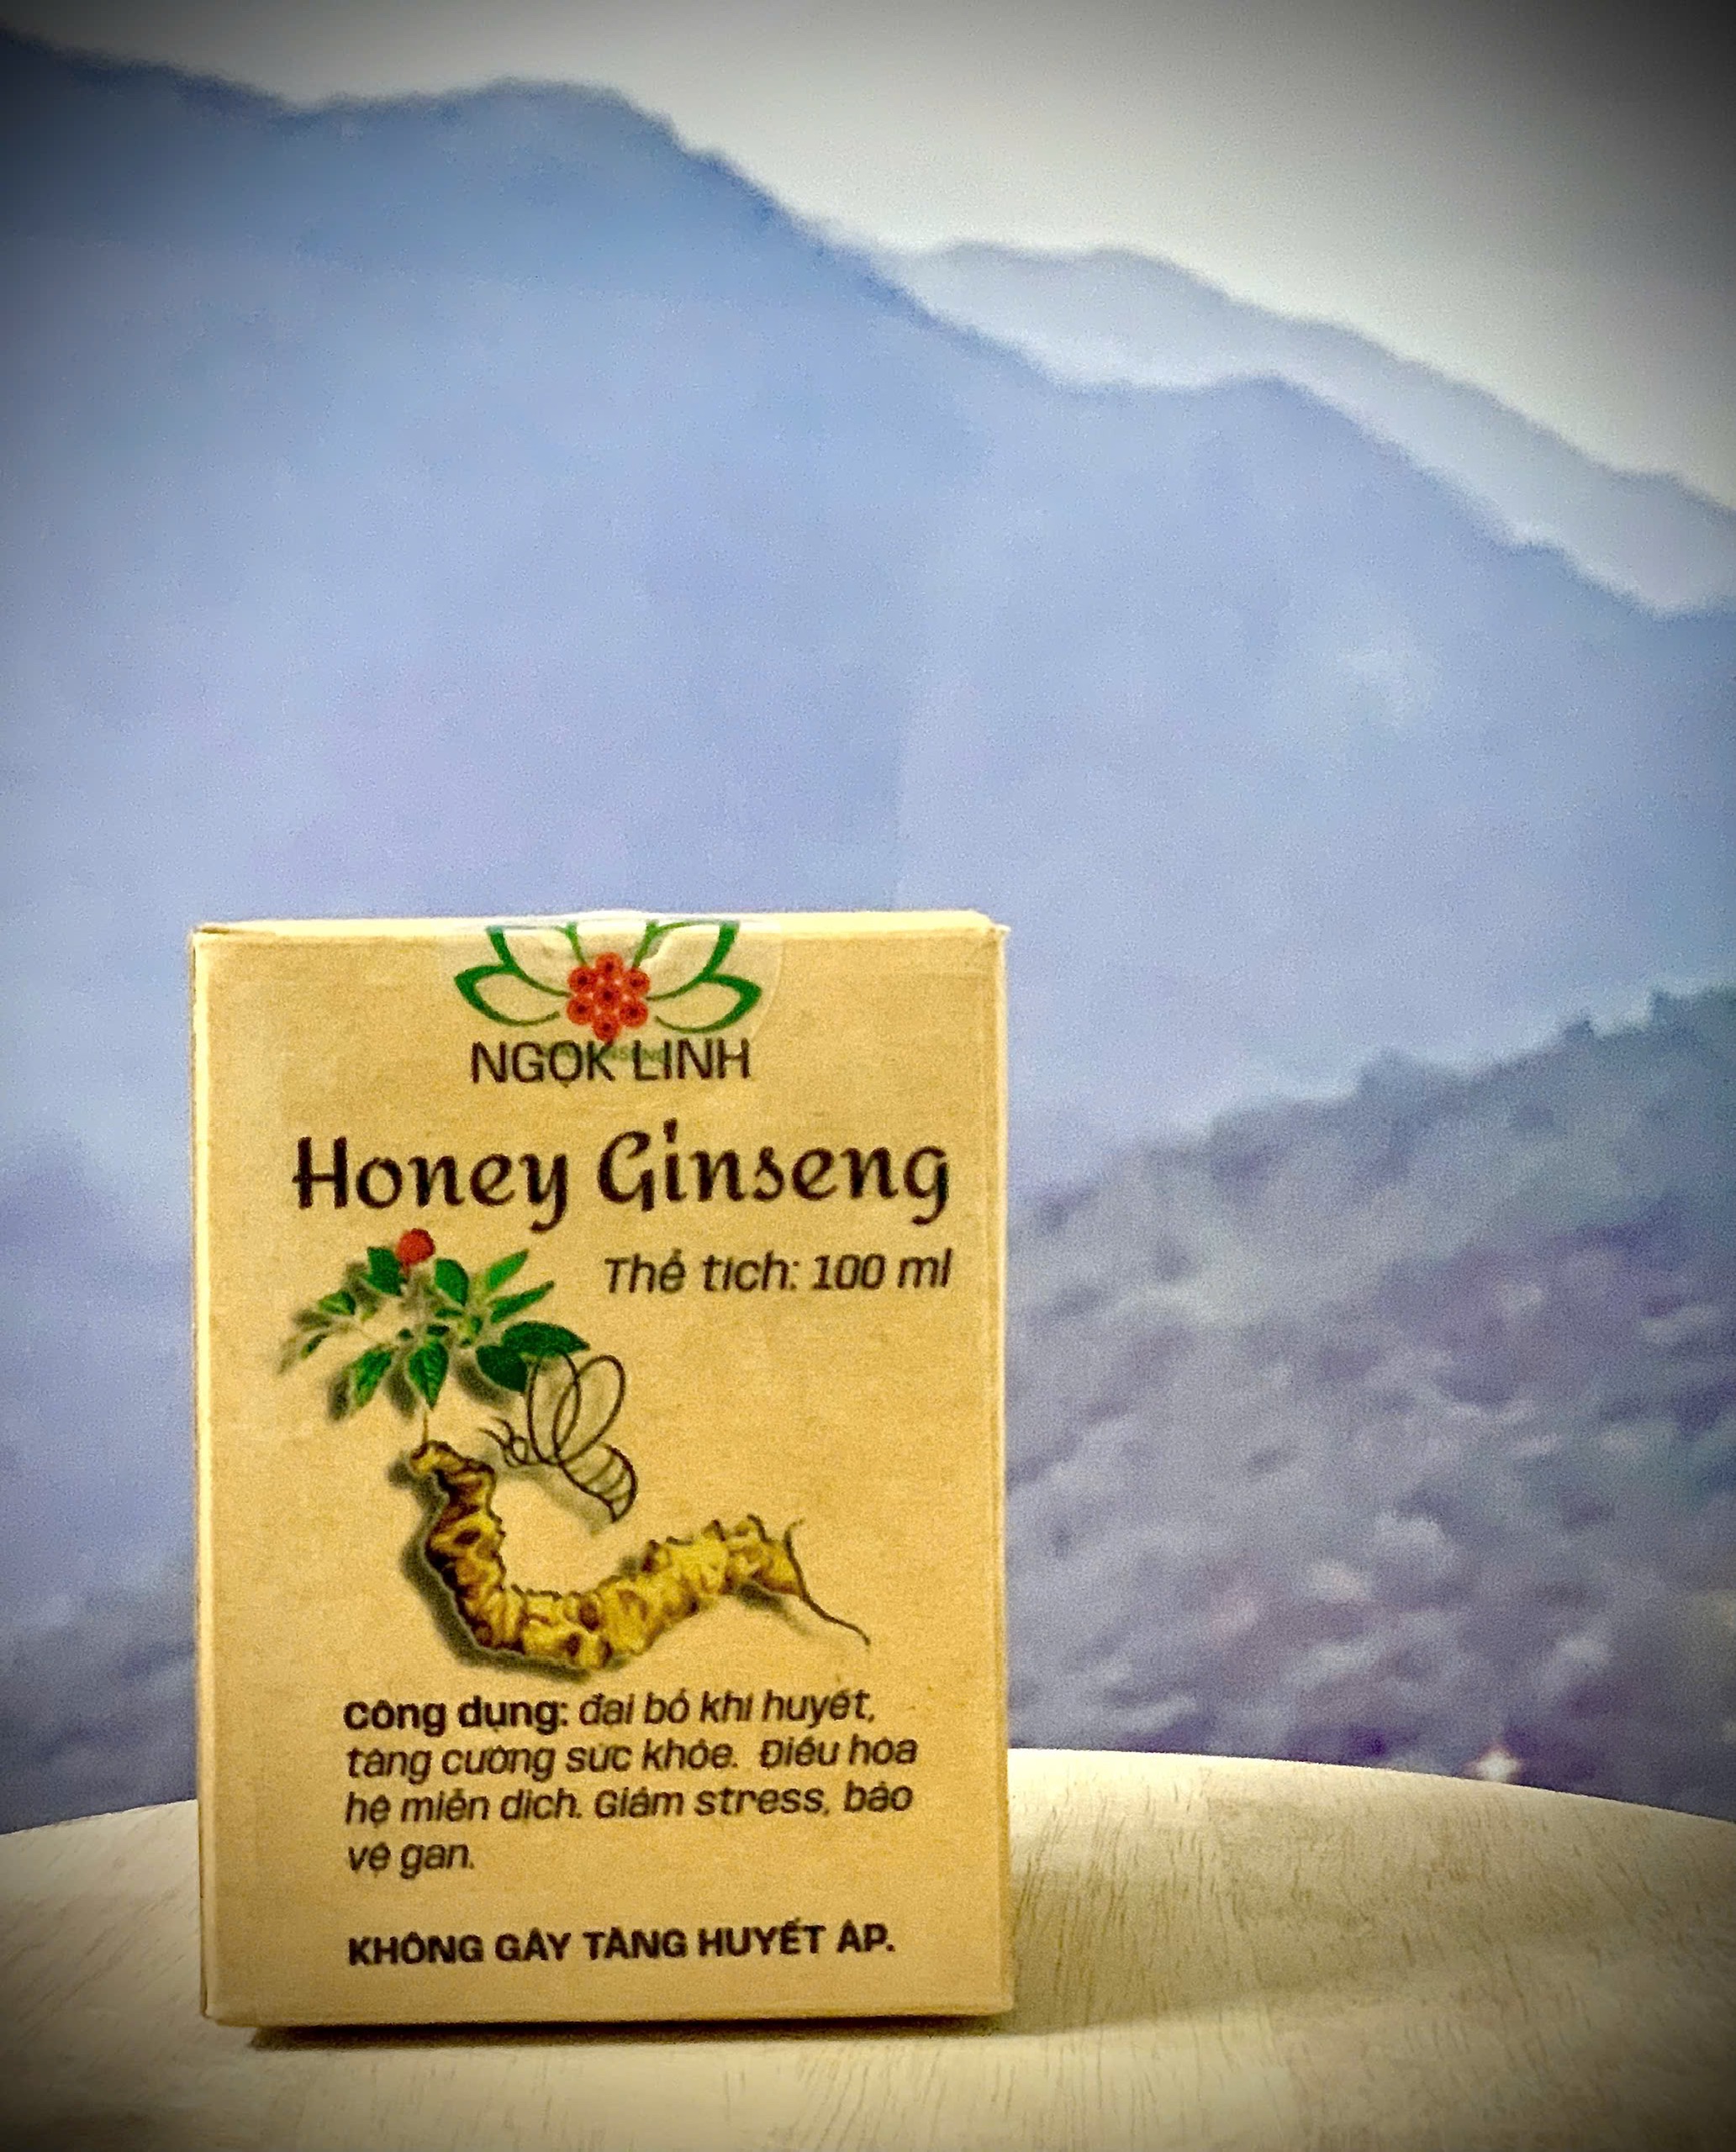 NGỌK LINH
Honey Ginseng
Thể tích: 100 ml
Công dụng: đại bổ khí huyết,
tăng cường sức khỏe. Điều hòa
hệ miễn dịch. Giảm stress, bảo
vệ gan.
KHÔNG GÂY TĂNG HUYẾT ÁP.